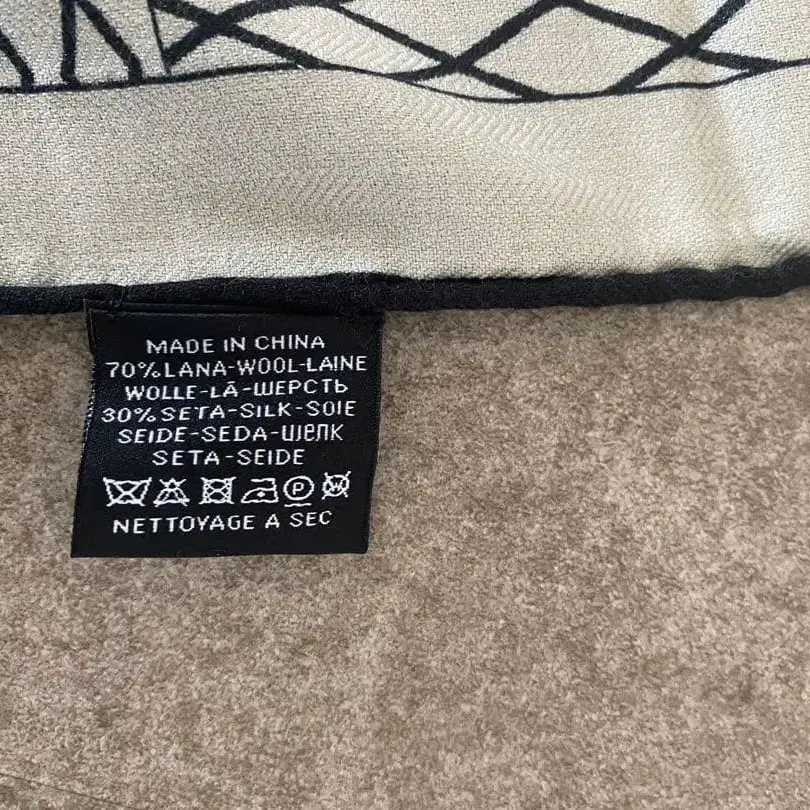 MADE IN CHINA
70%LANA-WOOL-LAINE
WOLLE-LÃ-ШЕРСТЬ
30%SETA-SILK-SOIE
SEIDE-SEDA-шелк
SETA-SEIDE
P W
NETTOYAGE A SEC